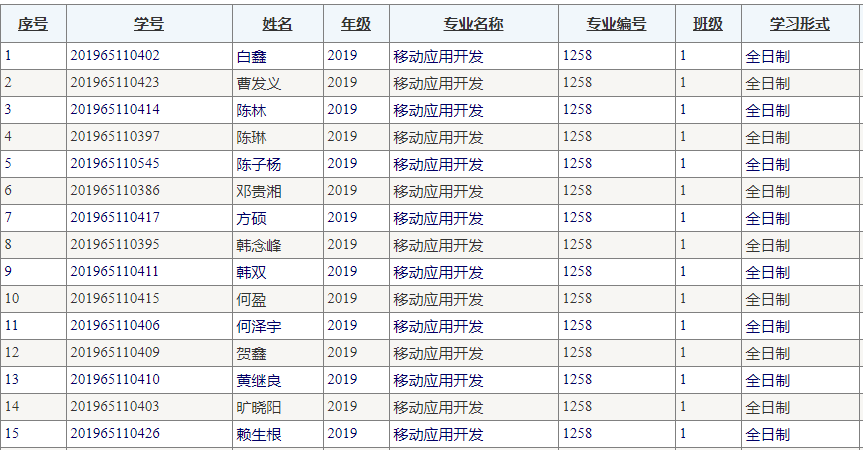 序号 学号 姓名 年级 专业名称 专业编号 班级 学习形式
1 201965110402 白鑫 2019 移动应用开发 1258 1 全日制
2 201965110423 曹发义 2019 移动应用开发 1258 1 全日制
3 201965110414 陈林 2019 移动应用开发 1258 1 全日制
4 201965110397 陈琳 2019 移动应用开发 1258 1 全日制
5 201965110545 陈子杨 2019 移动应用开发 1258 1 全日制
6 201965110386 邓贵湘 2019 移动应用开发 1258 1 全日制
7 201965110417 方硕 2019 移动应用开发 1258 1 全日制
8 201965110395 韩念峰 2019 移动应用开发 1258 1 全日制
9 201965110411 韩双 2019 移动应用开发 1258 1 全日制
10 201965110415 何盈 2019 移动应用开发 1258 1 全日制
11 201965110406 何泽宇 2019 移动应用开发 1258 1 全日制
12 201965110409 贺鑫 2019 移动应用开发 1258 1 全日制
13 201965110410 黄继良 2019 移动应用开发 1258 1 全日制
14 201965110403 旷晓阳 2019 移动应用开发 1258 1 全日制
15 201965110426 赖生根 2019 移动应用开发 1258 1 全日制